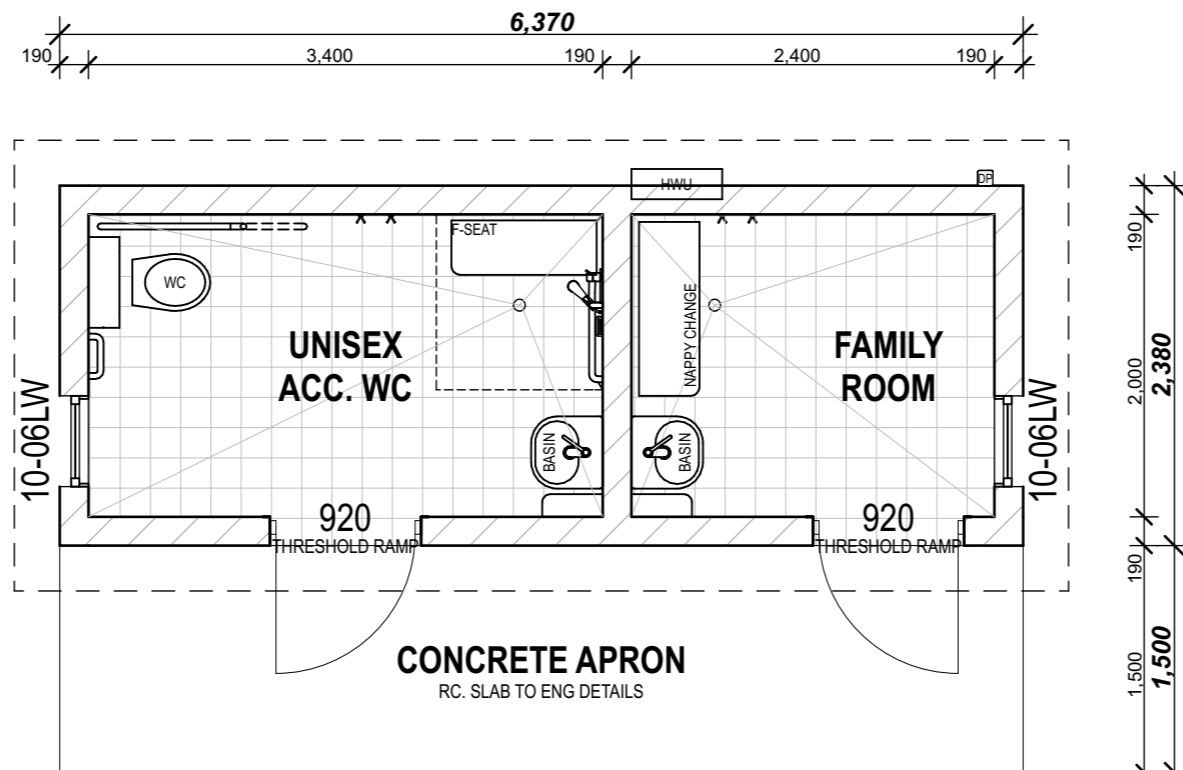 6,370
190
3,400
190
2,400
190
HWU
DP
F-SEAT
WC
UNISEX
ACC. WC
NAPPY CHANGE
FAMILY
ROOM
10-06LW
10-06LW
BASIN
BASIN
920
THRESHOLD RAMP
920
THRESHOLD RAMP
CONCRETE APRON
RC. SLAB TO ENG DETAILS
190
2,000
2,380
190
1,500
1,500